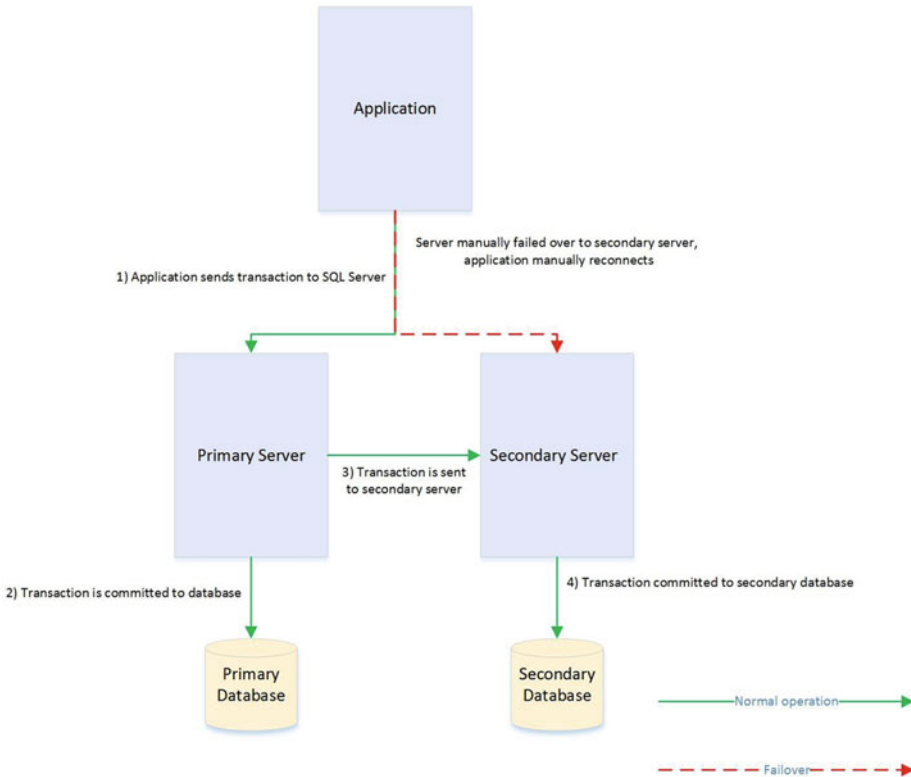 Application
Server manually failed over to secondary server,
application manually reconnects
1) Application sends transaction to SQL Server
Primary Server
Secondary Server
3) Transaction is sent
to secondary server
2) Transaction is committed to database
4) Transaction committed to secondary database
Primary
Database
Secondary
Database
Normal operation
Failover